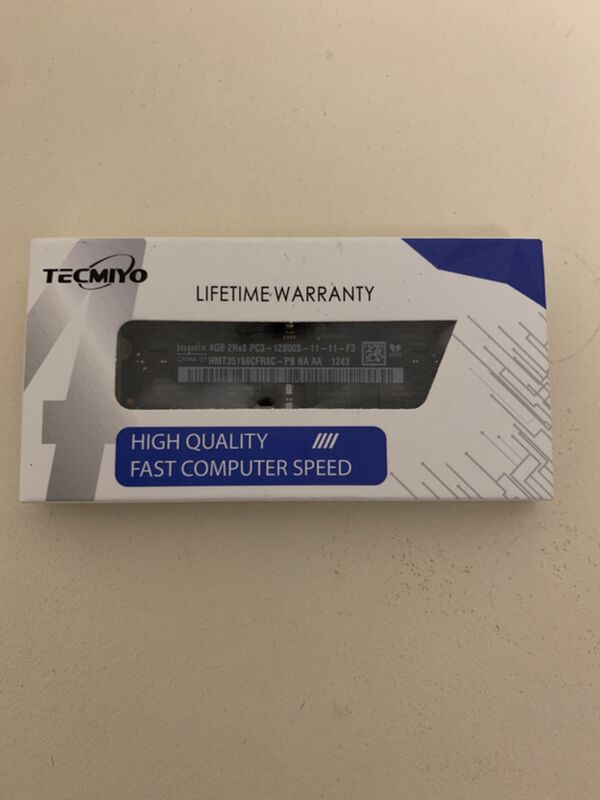 TECMIYO
LIFETIME WARRANTY
hynix 4GB 2Rx8 PC3-12800S-11-11-F3
HMT351S6CFR8C-PB NA AA 1243
HIGH QUALITY
FAST COMPUTER SPEED